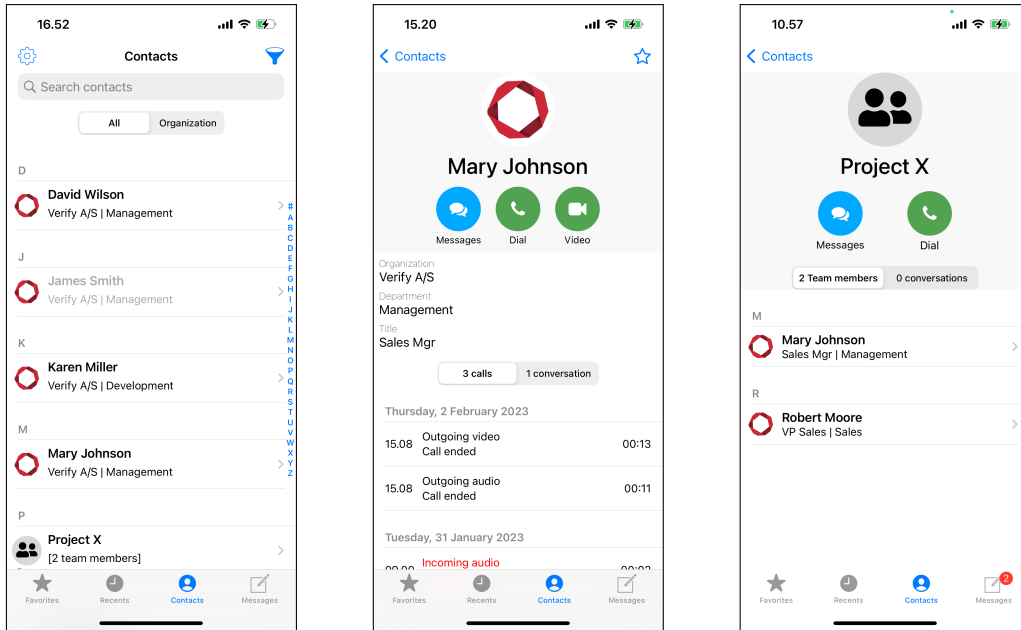 16.52
Contacts
Search contacts
All
Organization
D
David Wilson
Verify A/S | Management
J
James Smith
Verify A/S | Management
K
Karen Miller
Verify A/S | Development
M
Mary Johnson
Verify A/S | Management
P
Project X
[2 team members]
#
A
B
C
D
E
F
G
H
I
J
K
L
M
N
O
P
Q
R
S
T
U
V
W
X
Y
Z
Favorites
Recents
Contacts
Messages
15.20
Contacts
Mary Johnson
Messages
Dial
Video
Organization
Verify A/S
Department
Management
Title
Sales Mgr
3 calls
1 conversation
Thursday, 2 February 2023
15.08 Outgoing video 00:13
Call ended
15.08 Outgoing audio 00:11
Call ended
Tuesday, 31 January 2023
Incoming audio
Favorites
Recents
Contacts
Messages
10.57
Contacts
Project X
Messages
Dial
2 Team members
0 conversations
M
Mary Johnson
Sales Mgr | Management
R
Robert Moore
VP Sales | Sales
Favorites
Recents
Contacts
Messages
2